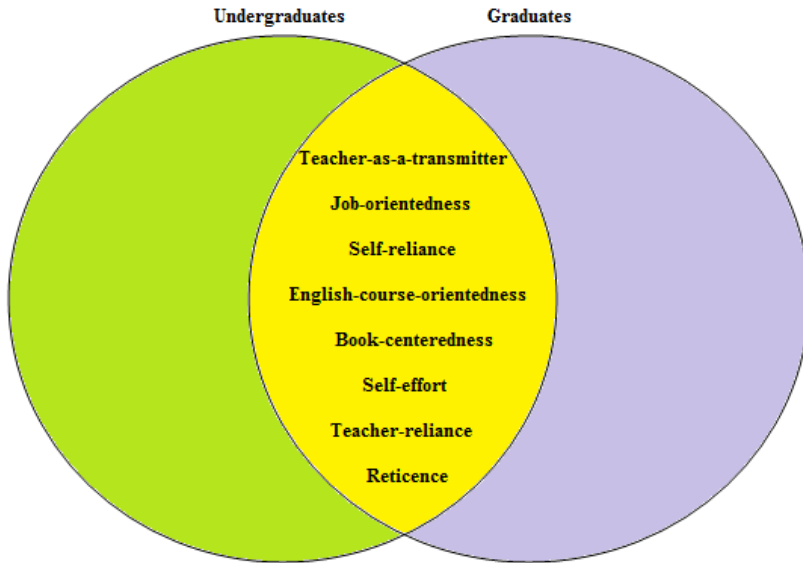 Undergraduates Graduates
Teacher-as-a-transmitter
Job-orientedness
Self-reliance
English-course-orientedness
Book-centeredness
Self-effort
Teacher-reliance
Reticence